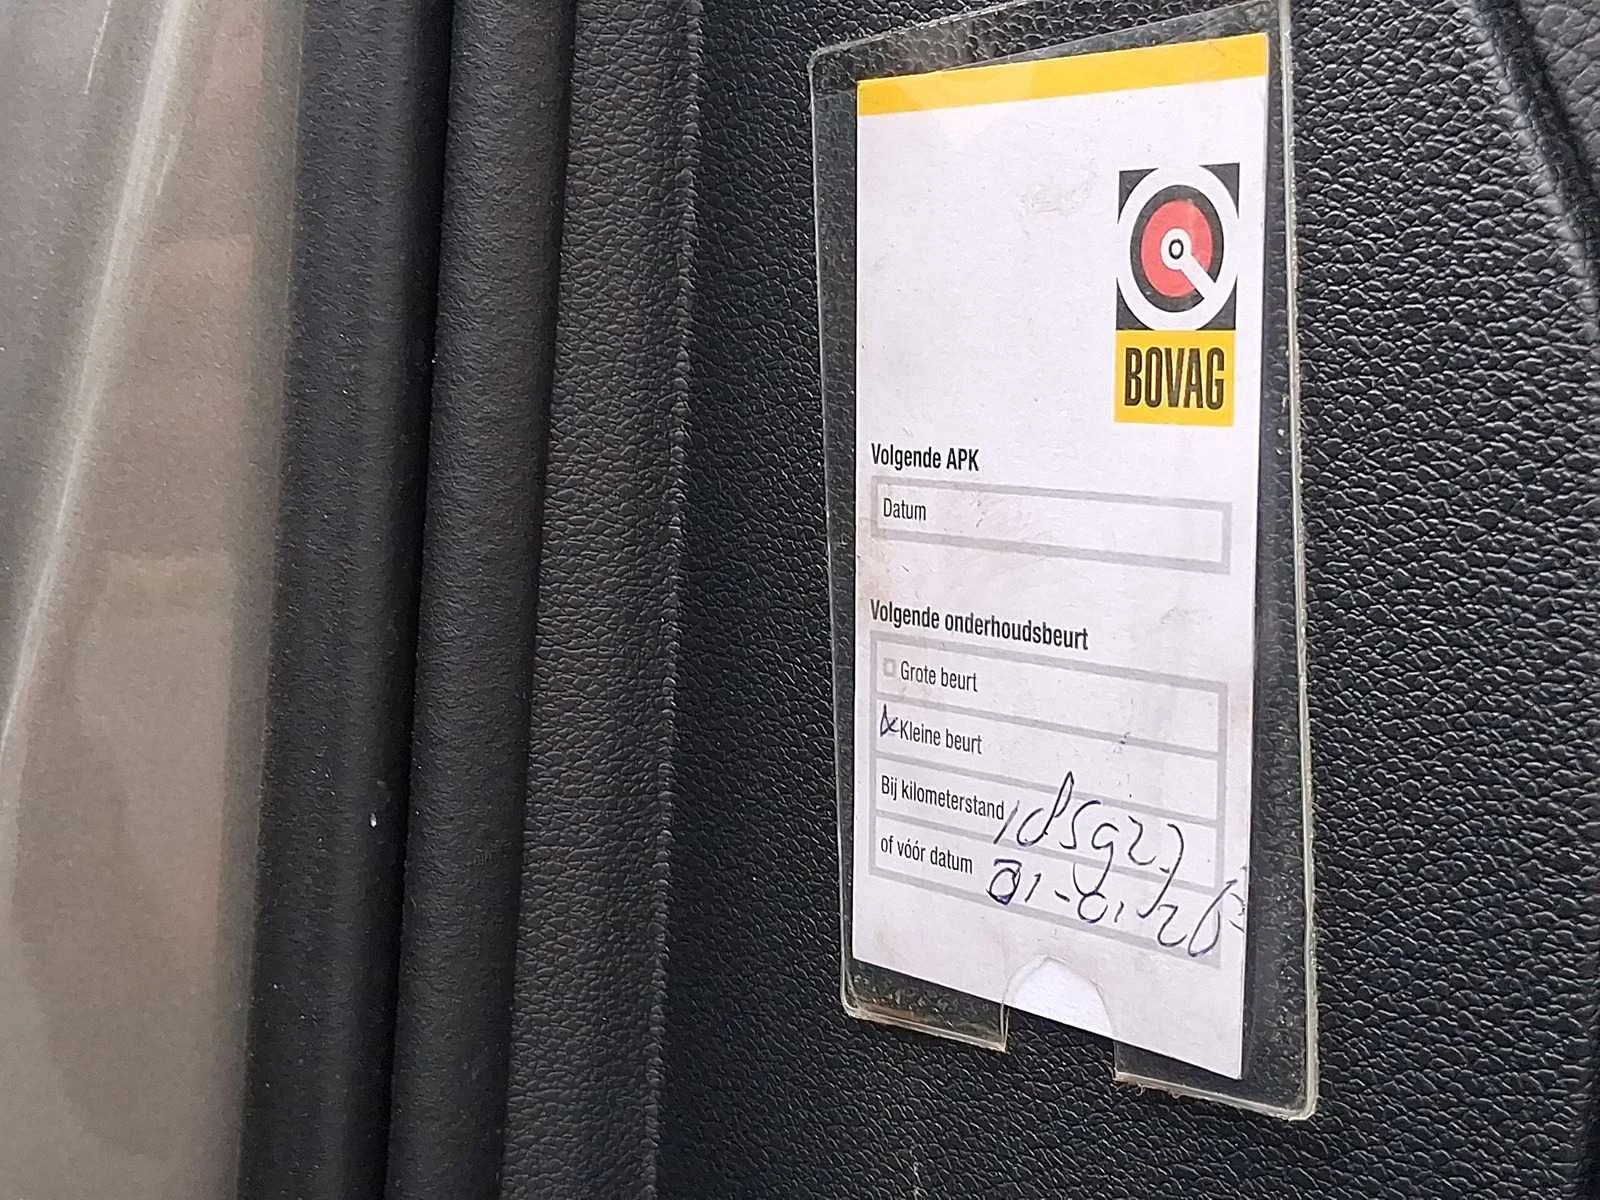 BOVAG
Volgende APK
Datum
Volgende onderhoudsbeurt
Grote beurt
Kleine beurt
Bij kilometerstand
of vóór datum